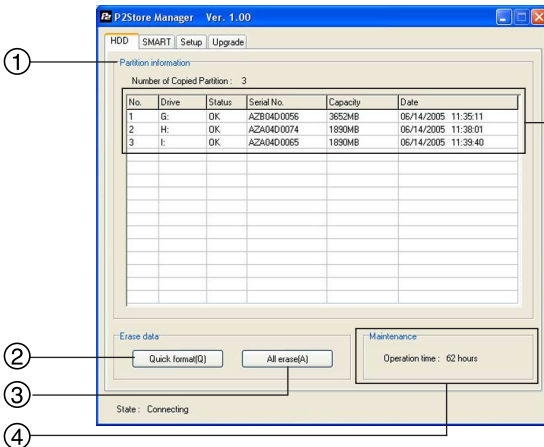 P2 P2Store Manager Ver. 1.00
HDD SMART Setup Upgrade
① Partition information
Number of Copied Partition : 3
No. Drive Status Serial No. Capacity Date
1 G: OK AZB04D0056 3652MB 06/14/2005 11:35:11
2 H: OK AZA04D0074 1890MB 06/14/2005 11:38:01
3 I: OK AZA04D0065 1890MB 06/14/2005 11:39:40
Erase data Maintenance
② Quick format(Q) All erase(A) Operation time : 62 hours
③
State : Connecting
④